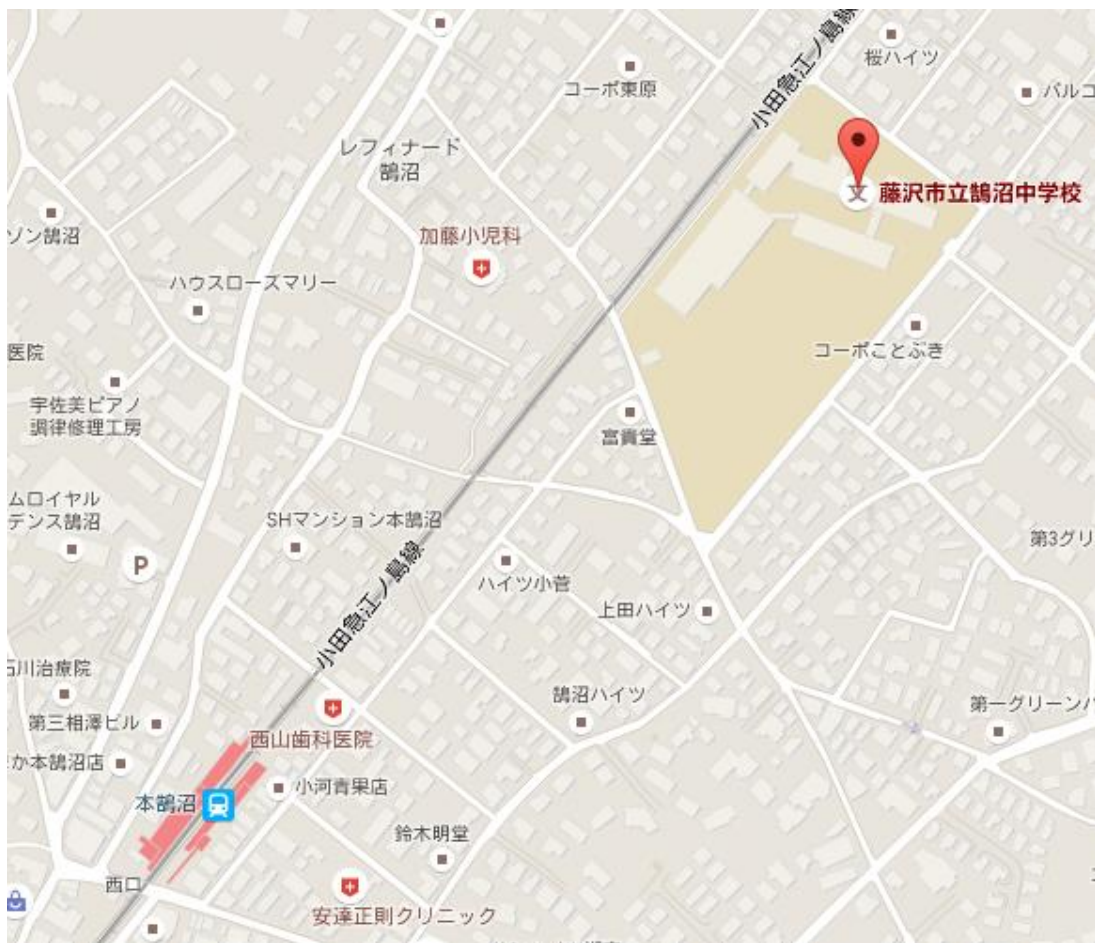 小田急江ノ島線
桜ハイツ
コーポ東原
バルコ
レフィナード
鵠沼
藤沢市立鵠沼中学校
加藤小児科
ゾン鵠沼
ハウスローズマリー
医院
コーポことぶき
宇佐美ピアノ
調律修理工房
富貴堂
ムロイヤル
デンス鵠沼
SHマンション本鵠沼
第3グリ
P
ハイツ小菅
小田急江ノ島線
上田ハイツ
石川治療院
鵠沼ハイツ
第三相澤ビル
第一グリーンハ
西山歯科医院
か本鵠沼店
小河青果店
本鵠沼
鈴木明堂
西口
安達正則クリニック